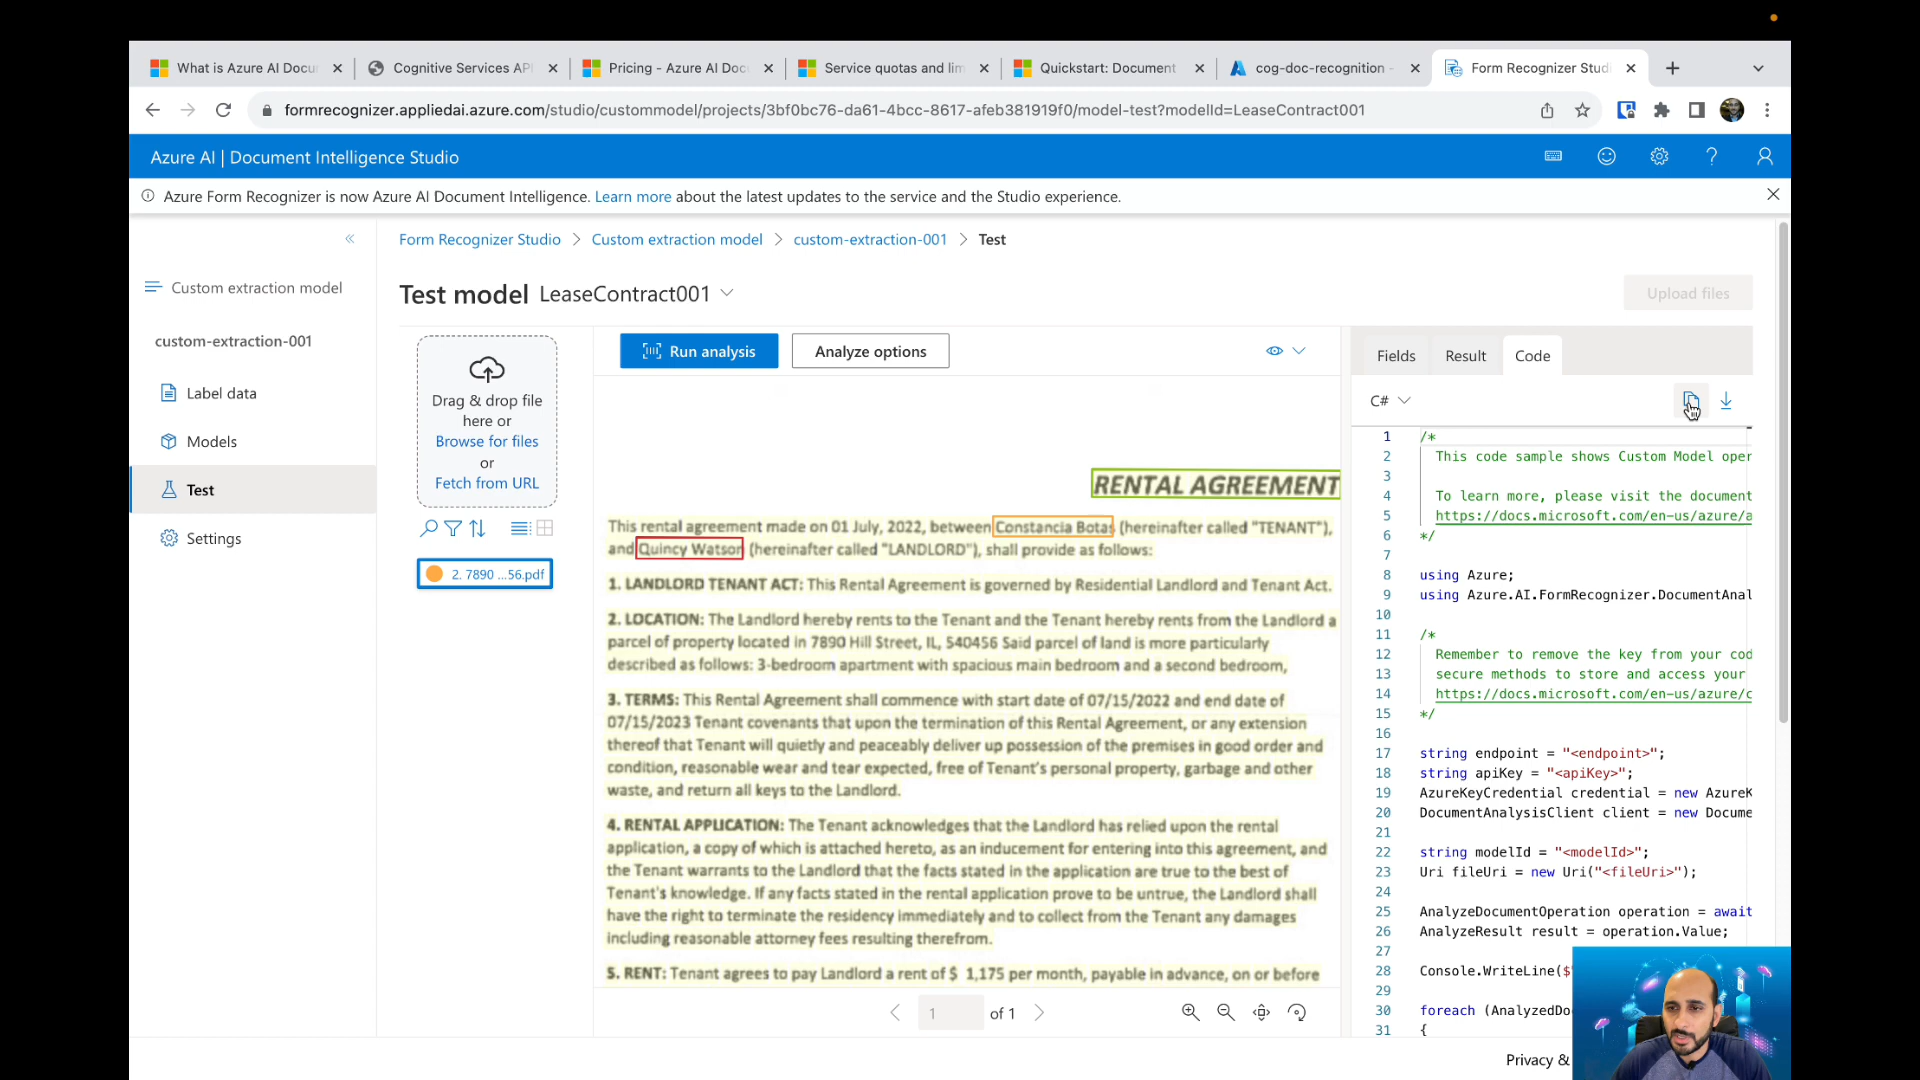 What is Azure AI Docu
Cognitive Services API
Pricing - Azure AI Doc
Service quotas and lim
Quickstart: Document
cog-doc-recognition -
Form Recognizer Studi
formrecognizer.appliedai.azure.com/studio/custommodel/projects/3bf0bc76-da61-4bcc-8617-afeb381919f0/model-test?modelId=LeaseContract001
Azure AI | Document Intelligence Studio
Azure Form Recognizer is now Azure AI Document Intelligence. Learn more about the latest updates to the service and the Studio experience.
Form Recognizer Studio > Custom extraction model > custom-extraction-001 > Test
Custom extraction model
custom-extraction-001
Label data
Models
Test
Settings
Test model LeaseContract001
Upload files
Drag & drop file
here or
Browse for files
or
Fetch from URL
2. 7890 ...56.pdf
Run analysis
Analyze options
RENTAL AGREEMENT
This rental agreement made on 01 July, 2022, between Constancia Botas (hereinafter called "TENANT"),
and Quincy Watson (hereinafter called "LANDLORD"), shall provide as follows:
1. LANDLORD TENANT ACT: This Rental Agreement is governed by Residential Landlord and Tenant Act.
2. LOCATION: The Landlord hereby rents to the Tenant and the Tenant hereby rents from the Landlord a
parcel of property located in 7890 Hill Street, IL, 540456 Said parcel of land is more particularly
described as follows: 3-bedroom apartment with spacious main bedroom and a second bedroom,
3. TERMS: This Rental Agreement shall commence with start date of 07/15/2022 and end date of
07/15/2023 Tenant covenants that upon the termination of this Rental Agreement, or any extension
thereof that Tenant will quietly and peaceably deliver up possession of the premises in good order and
condition, reasonable wear and tear expected, free of Tenant's personal property, garbage and other
waste, and return all keys to the Landlord.
4. RENTAL APPLICATION: The Tenant acknowledges that the Landlord has relied upon the rental
application, a copy of which is attached hereto, as an inducement for entering into this agreement, and
the Tenant warrants to the Landlord that the facts stated in the application are true to the best of
Tenant's knowledge. If any facts stated in the rental application prove to be untrue, the Landlord shall
have the right to terminate the residency immediately and to collect from the Tenant any damages
including reasonable attorney fees resulting therefrom.
5. RENT: Tenant agrees to pay Landlord a rent of $ 1,175 per month, payable in advance, on or before
1 of 1
Fields
Result
Code
C#
1 /*
2 This code sample shows Custom Model oper
3
4 To learn more, please visit the document
5 https://docs.microsoft.com/en-us/azure/a
6 */
7
8 using Azure;
9 using Azure.AI.FormRecognizer.DocumentAnal
10
11 /*
12 Remember to remove the key from your cod
13 secure methods to store and access your
14 https://docs.microsoft.com/en-us/azure/c
15 */
16
17 string endpoint = "<endpoint>";
18 string apiKey = "<apiKey>";
19 AzureKeyCredential credential = new AzureK
20 DocumentAnalysisClient client = new Docume
21
22 string modelId = "<modelId>";
23 Uri fileUri = new Uri("<fileUri>");
24
25 AnalyzeDocumentOperation operation = await
26 AnalyzeResult result = operation.Value;
27
28 Console.WriteLine($"
29
30 foreach (AnalyzedDo
31 {
Privacy &